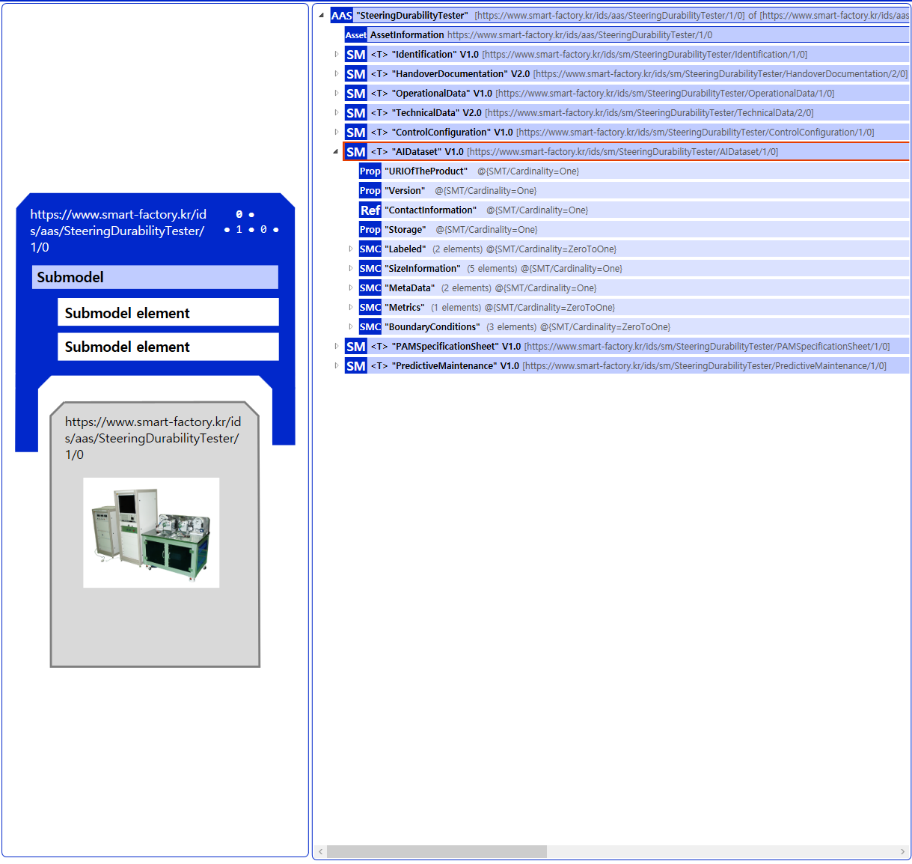 https://www.smart-factory.kr/id
s/aas/SteeringDurabilityTester/
1/0
0
1 0
Submodel
Submodel element
Submodel element
https://www.smart-factory.kr/id
s/aas/SteeringDurabilityTester/
1/0
AAS "SteeringDurabilityTester" [https://www.smart-factory.kr/ids/aas/SteeringDurabilityTester/1/0] of [https://www.smart-factory.kr/ids/aas
Asset AssetInformation https://www.smart-factory.kr/ids/aas/SteeringDurabilityTester/1/0
SM <T> "Identification" V1.0 [https://www.smart-factory.kr/ids/sm/SteeringDurabilityTester/Identification/1/0]
SM <T> "HandoverDocumentation" V2.0 [https://www.smart-factory.kr/ids/sm/SteeringDurabilityTester/HandoverDocumentation/2/0]
SM <T> "OperationalData" V1.0 [https://www.smart-factory.kr/ids/sm/SteeringDurabilityTester/OperationalData/1/0]
SM <T> "TechnicalData" V2.0 [https://www.smart-factory.kr/ids/sm/SteeringDurabilityTester/TechnicalData/2/0]
SM <T> "ControlConfiguration" V1.0 [https://www.smart-factory.kr/ids/sm/SteeringDurabilityTester/ControlConfiguration/1/0]
SM <T> "AIDataset" V1.0 [https://www.smart-factory.kr/ids/sm/SteeringDurabilityTester/AIDataset/1/0]
Prop "URIOfTheProduct" @{SMT/Cardinality=One}
Prop "Version" @{SMT/Cardinality=One}
Ref "ContactInformation" @{SMT/Cardinality=One}
Prop "Storage" @{SMT/Cardinality=One}
SMC "Labeled" (2 elements) @{SMT/Cardinality=ZeroToOne}
SMC "SizeInformation" (5 elements) @{SMT/Cardinality=One}
SMC "MetaData" (2 elements) @{SMT/Cardinality=One}
SMC "Metrics" (1 elements) @{SMT/Cardinality=ZeroToOne}
SMC "BoundaryConditions" (3 elements) @{SMT/Cardinality=ZeroToOne}
SM <T> "PAMSpecificationSheet" V1.0 [https://www.smart-factory.kr/ids/sm/SteeringDurabilityTester/PAMSpecificationSheet/1/0]
SM <T> "PredictiveMaintenance" V1.0 [https://www.smart-factory.kr/ids/sm/SteeringDurabilityTester/PredictiveMaintenance/1/0]